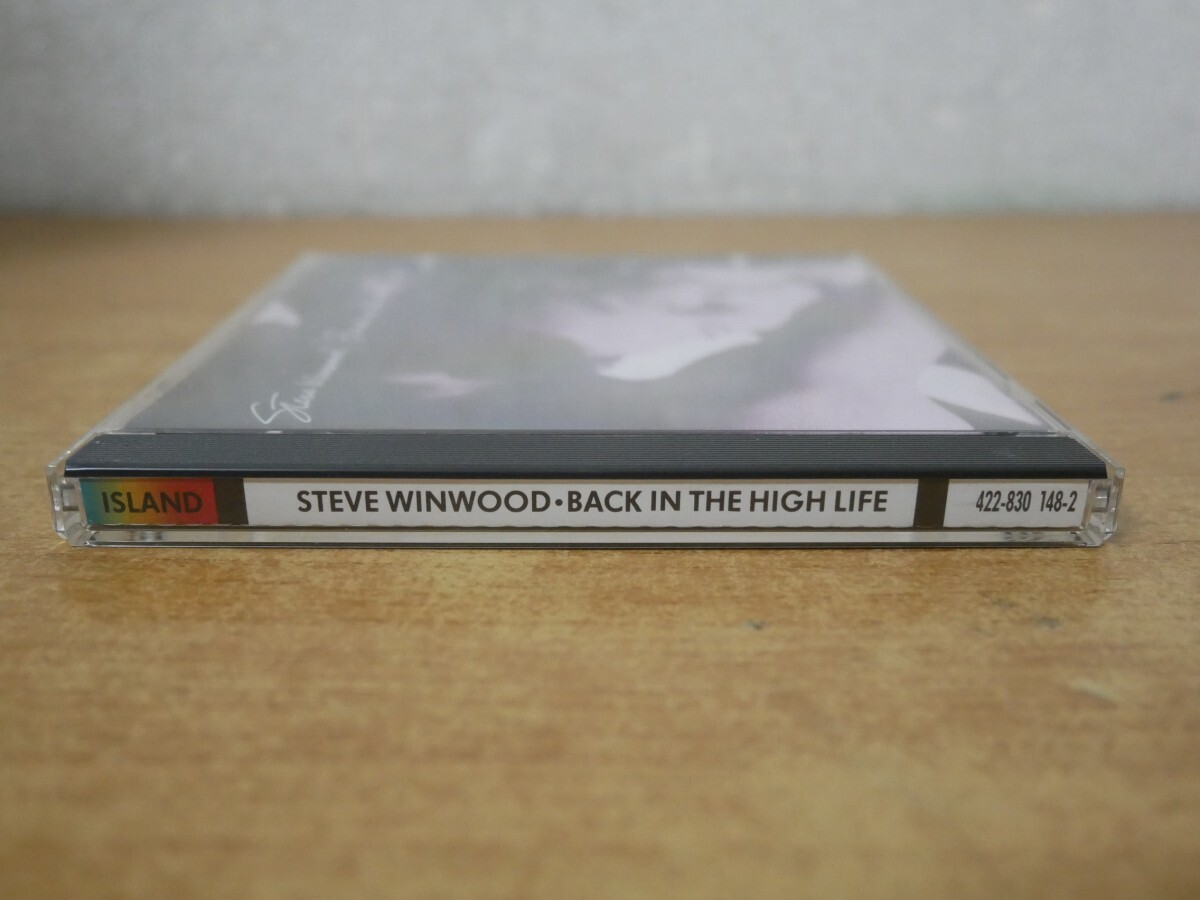 ISLAND STEVE WINWOOD•BACK IN THE HIGH LIFE 422-830 148-2